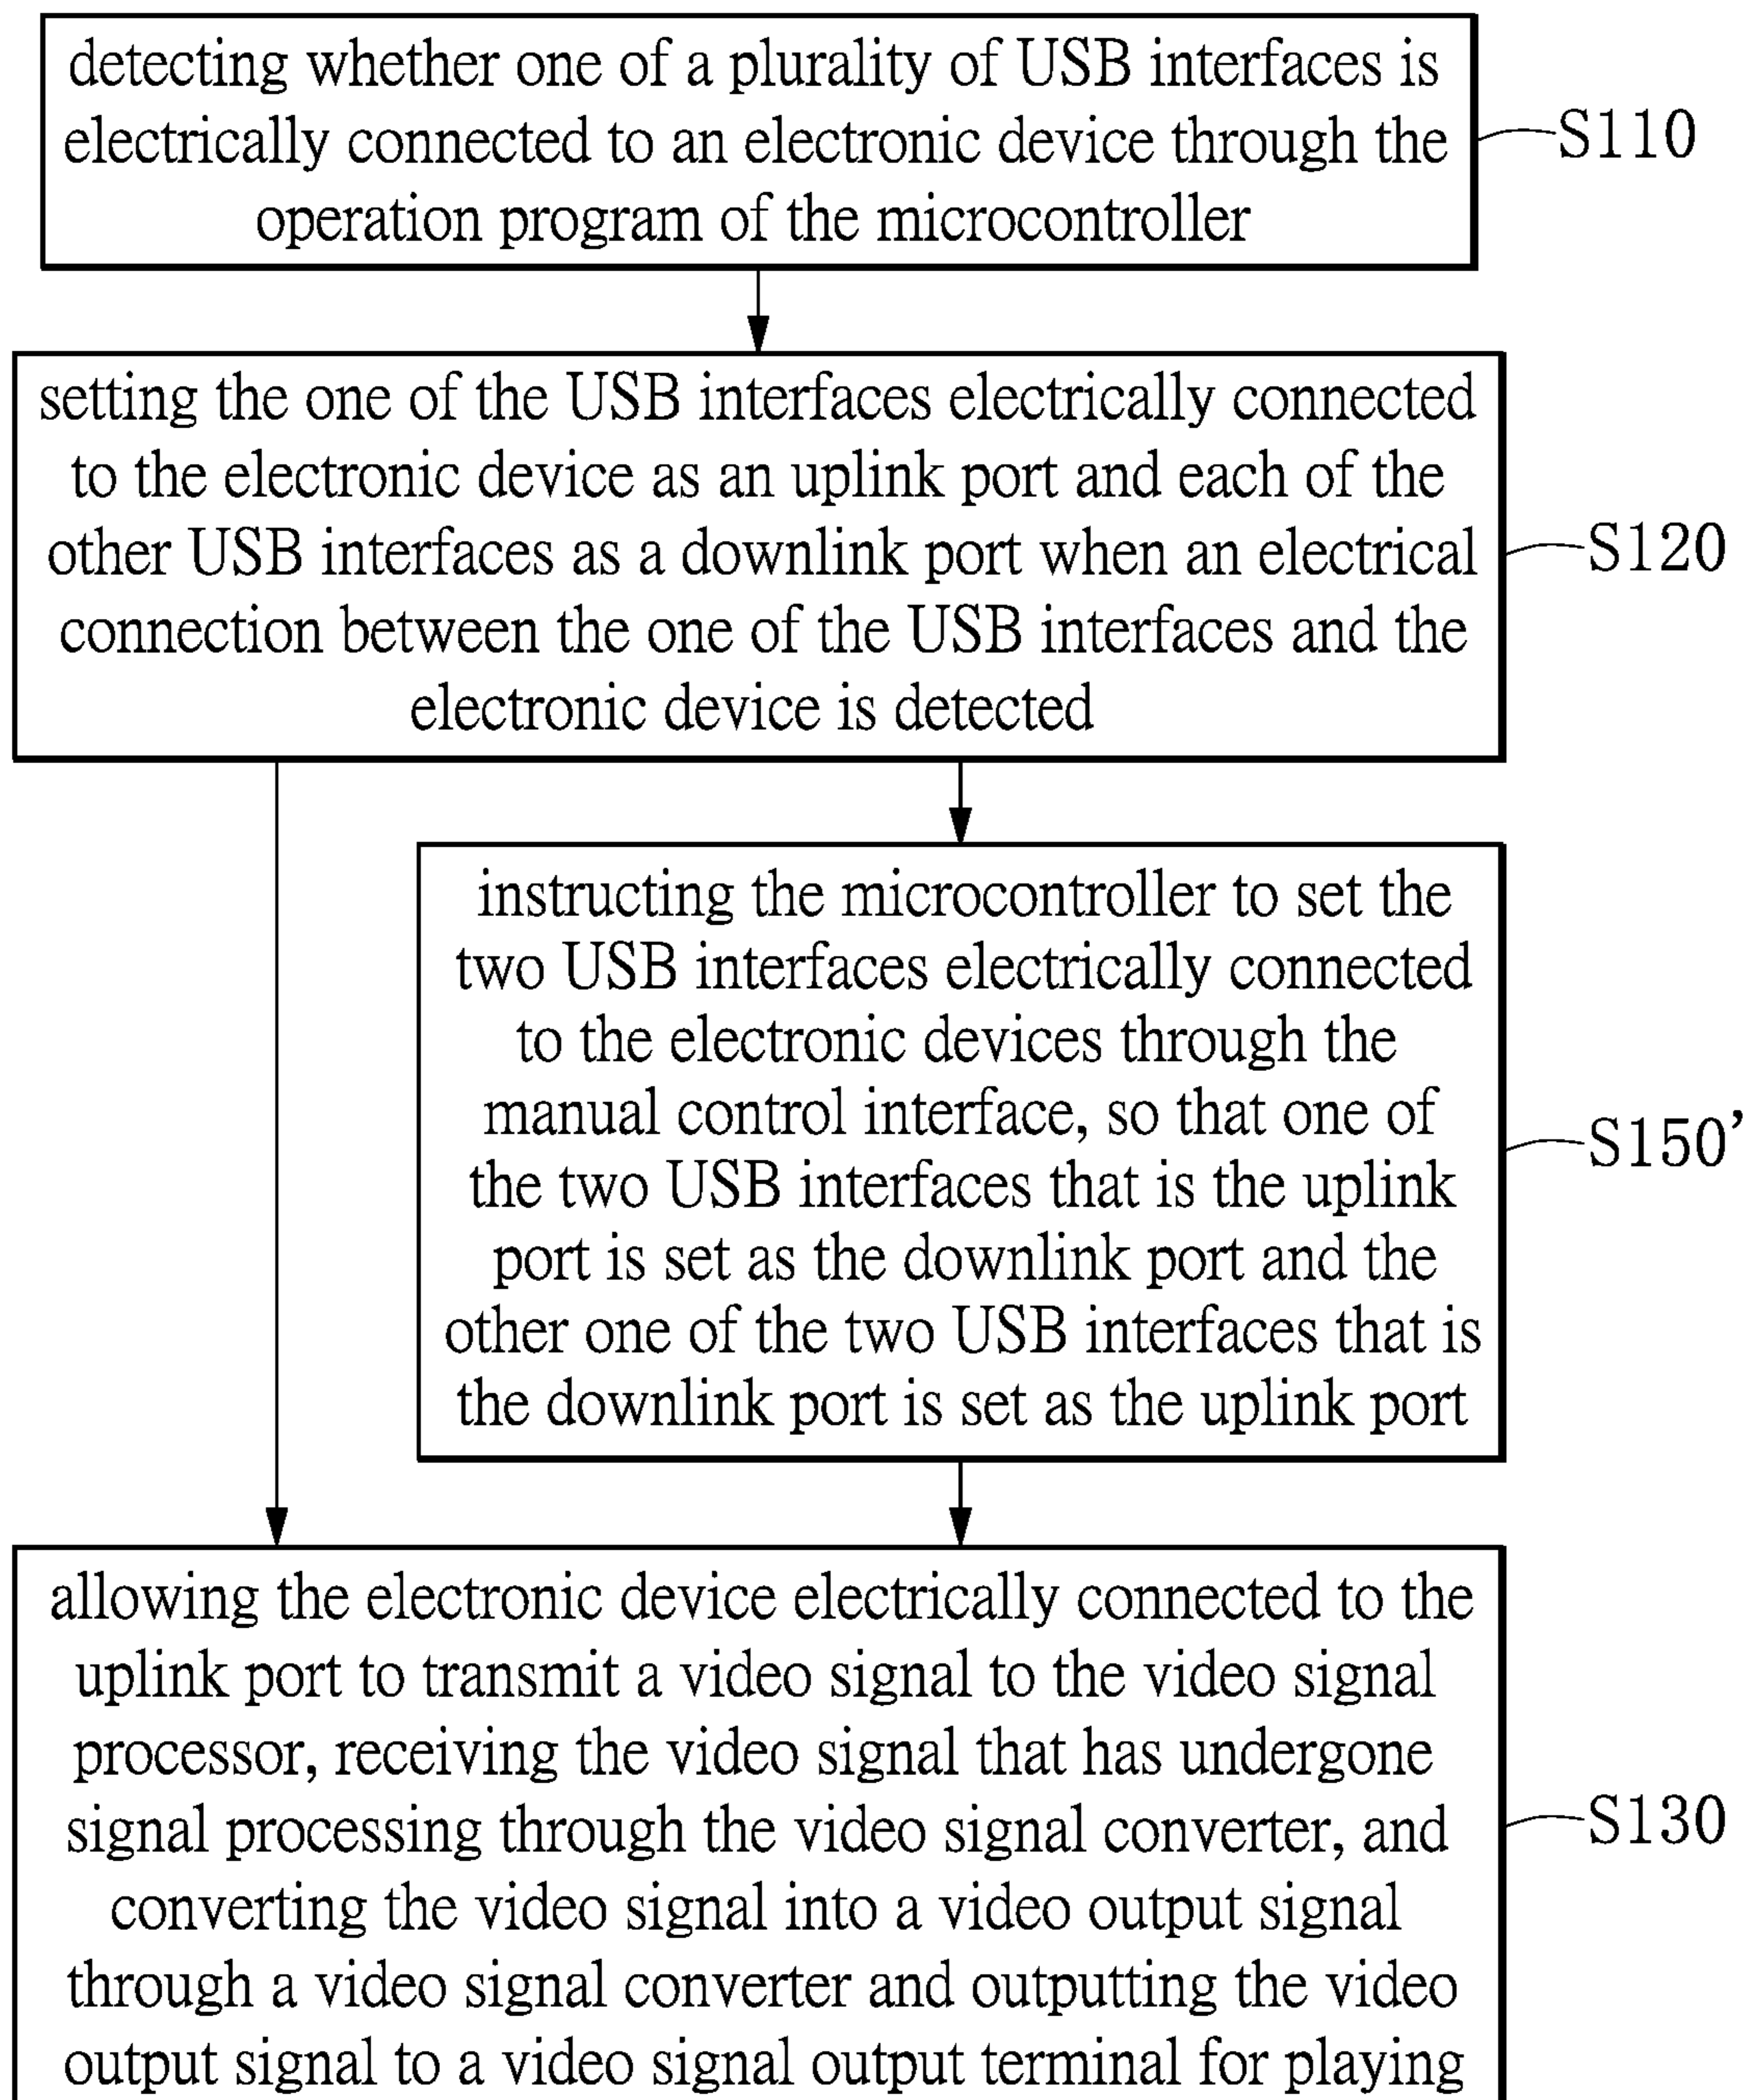 detecting whether one of a plurality of USB interfaces is
electrically connected to an electronic device through the
operation program of the microcontroller
S110
setting the one of the USB interfaces electrically connected
to the electronic device as an uplink port and each of the
other USB interfaces as a downlink port when an electrical
connection between the one of the USB interfaces and the
electronic device is detected
S120
instructing the microcontroller to set the
two USB interfaces electrically connected
to the electronic devices through the
manual control interface, so that one of
the two USB interfaces that is the uplink
port is set as the downlink port and the
other one of the two USB interfaces that is
the downlink port is set as the uplink port
S150’
allowing the electronic device electrically connected to the
uplink port to transmit a video signal to the video signal
processor, receiving the video signal that has undergone
signal processing through the video signal converter, and
converting the video signal into a video output signal
through a video signal converter and outputting the video
output signal to a video signal output terminal for playing
S130